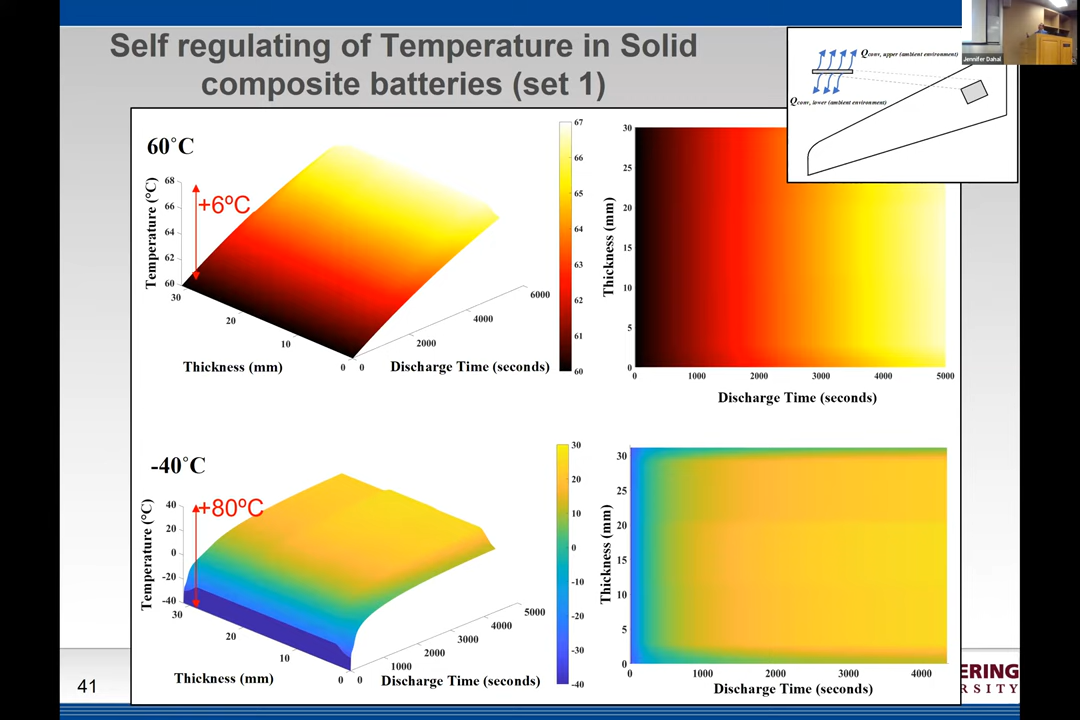 Self regulating of Temperature in Solid
composite batteries (set 1)
Jennifer Dahal
Qconv, upper (ambient environment)
Qconv, lower (ambient environment)
60˚C
+6ºC
Temperature (°C)
68
66
64
62
60
30
20
10
0
Thickness (mm)
0
2000
4000
6000
Discharge Time (seconds)
67
66
65
64
63
62
61
60
Thickness (mm)
30
25
20
15
10
5
0
0 1000 2000 3000 4000 5000
Discharge Time (seconds)
-40˚C
+80ºC
Temperature (°C)
40
20
0
-20
-40
30
20
10
0
Thickness (mm)
0
1000
2000
3000
4000
5000
Discharge Time (seconds)
30
20
10
0
-10
-20
-30
-40
Thickness (mm)
30
25
20
15
10
5
0
0 1000 2000 3000 4000
Discharge Time (seconds)
41
ERING
RSITY